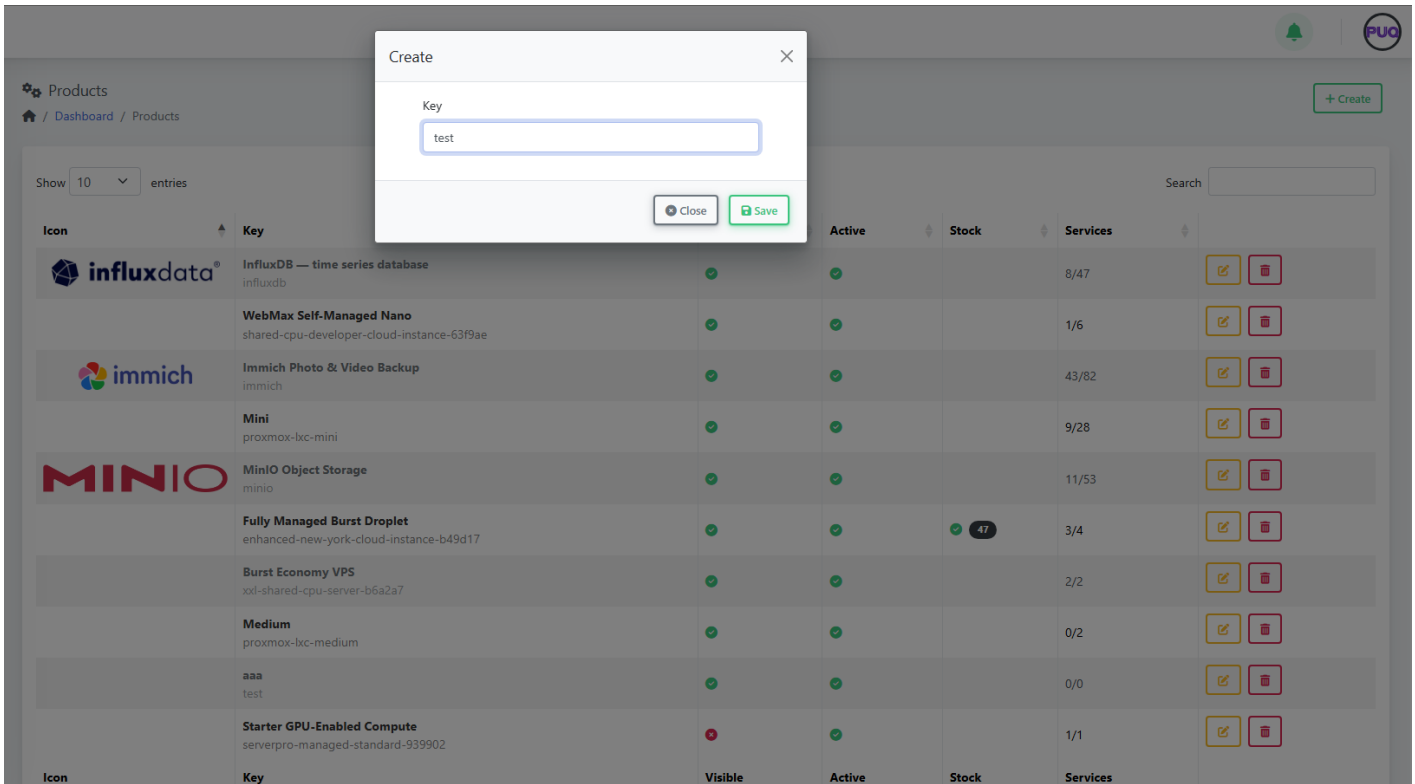 PUQ
Create
Key
test
Close Save
Products
/ Dashboard / Products
+ Create
Show 10 entries
Search
Icon Key Active Stock Services
influxdata® InfluxDB — time series database 8/47
influxdb
WebMax Self-Managed Nano 1/6
shared-cpu-developer-cloud-instance-63f9ae
immich Immich Photo & Video Backup 43/82
immich
Mini 9/28
proxmox-lxc-mini
MINIO MinIO Object Storage 11/53
minio
Fully Managed Burst Droplet 47 3/4
enhanced-new-york-cloud-instance-b49d17
Burst Economy VPS 2/2
xxl-shared-cpu-server-b6a2a7
Medium 0/2
proxmox-lxc-medium
aaa 0/0
test
Starter GPU-Enabled Compute 1/1
serverpro-managed-standard-939902
Icon Key Visible Active Stock Services